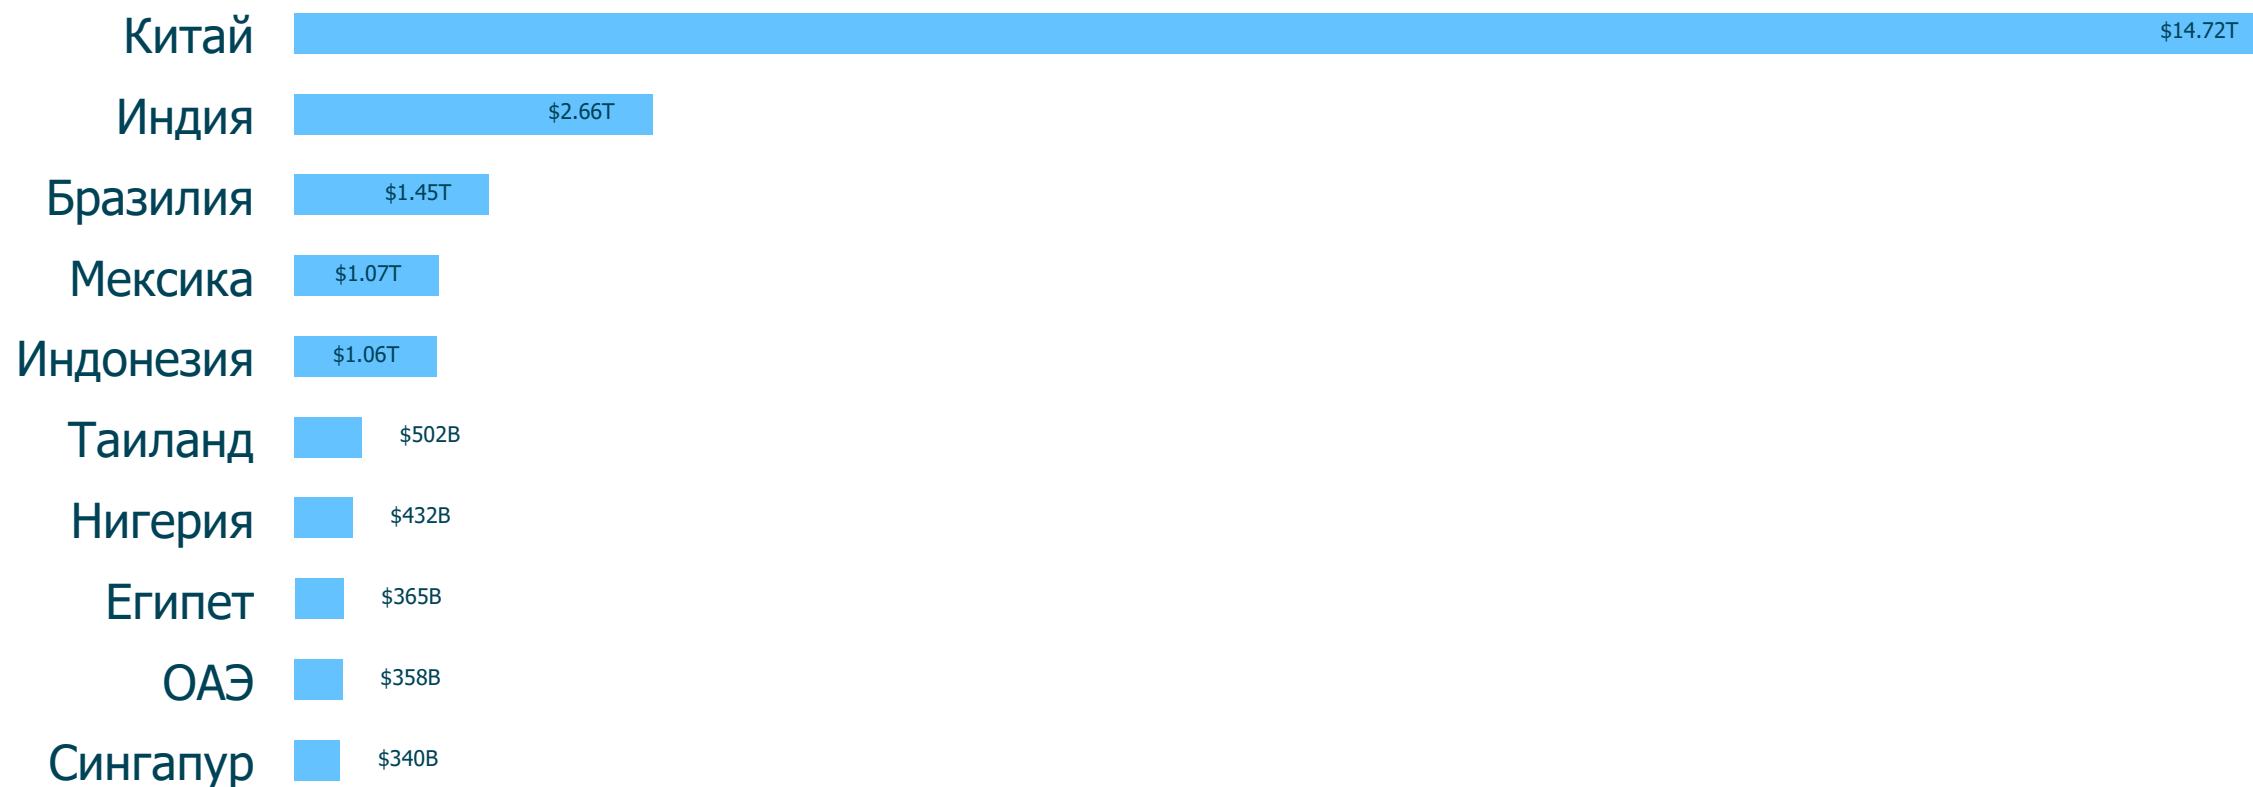 Китай $14.72T
Индия $2.66T
Бразилия $1.45T
Мексика $1.07T
Индонезия $1.06T
Таиланд $502B
Нигерия $432B
Египет $365B
ОАЭ $358B
Сингапур $340B